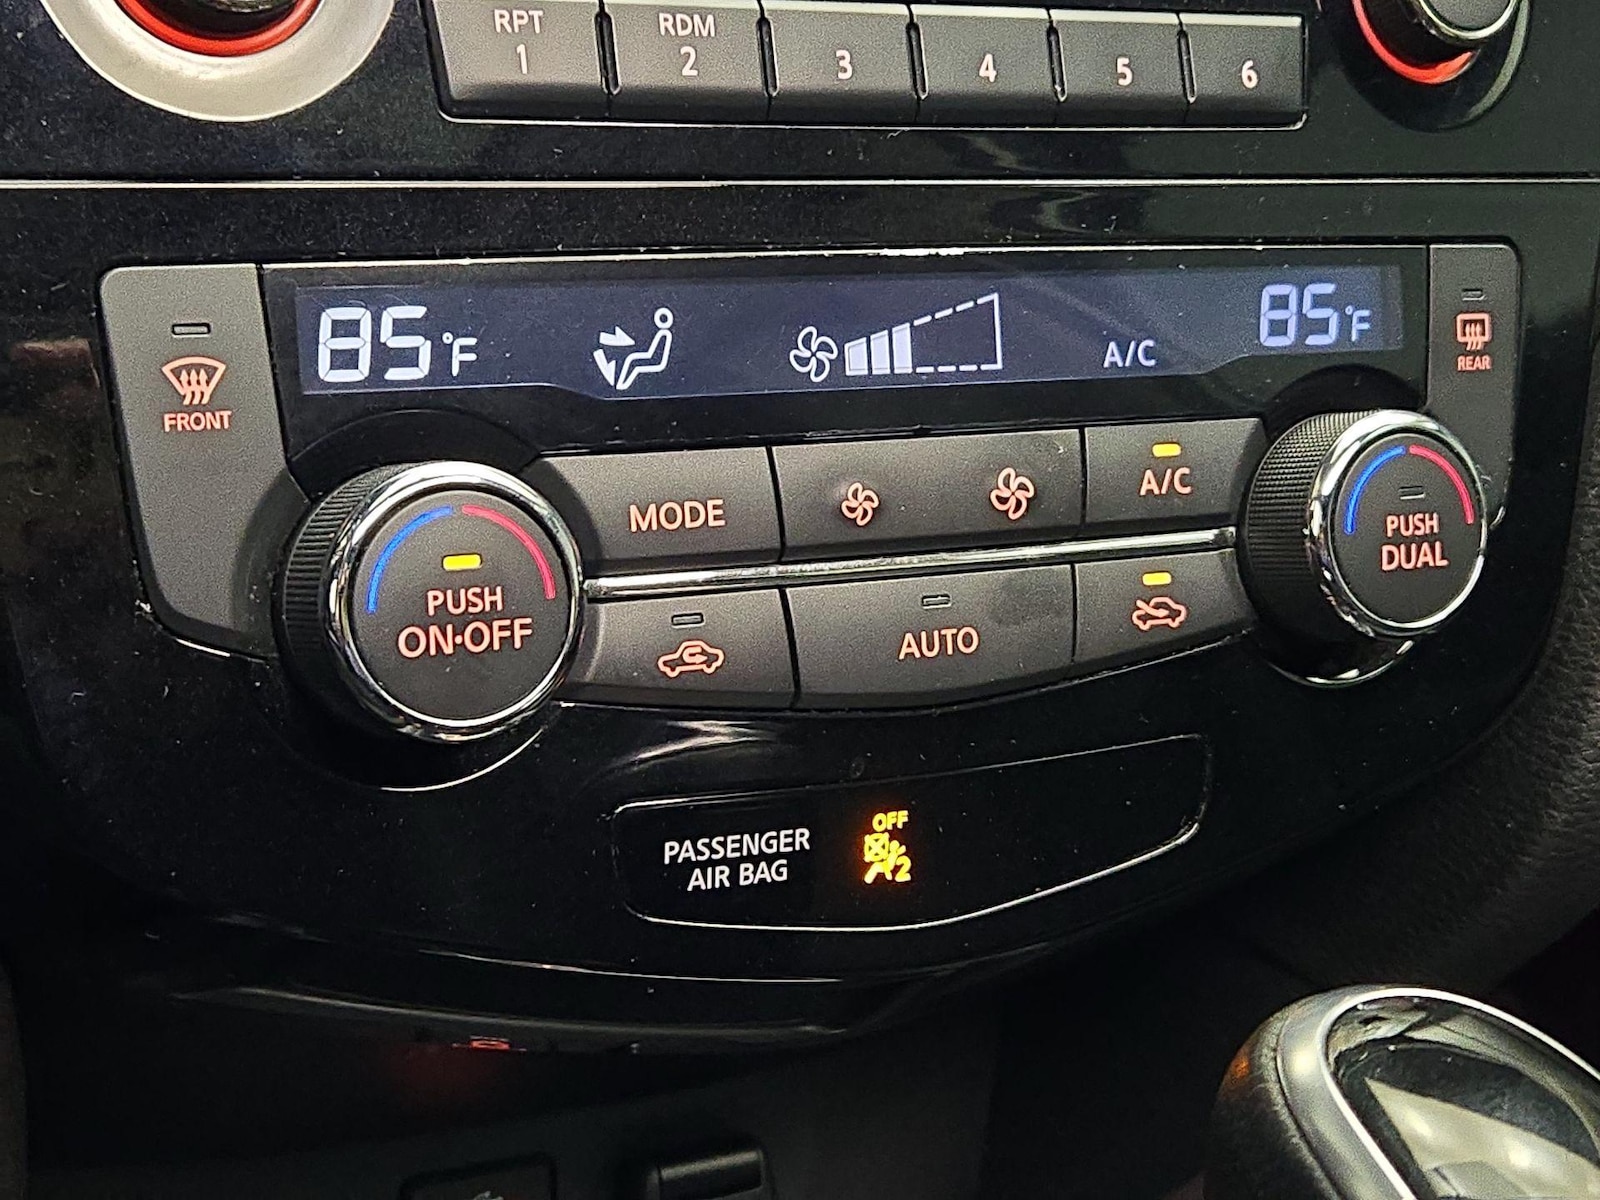 RPT
1
RDM
2
3
4
5
6
85°F
A/C
85°F
FRONT
REAR
MODE
A/C
PUSH
ON·OFF
AUTO
PUSH
DUAL
PASSENGER
AIR BAG
OFF
2